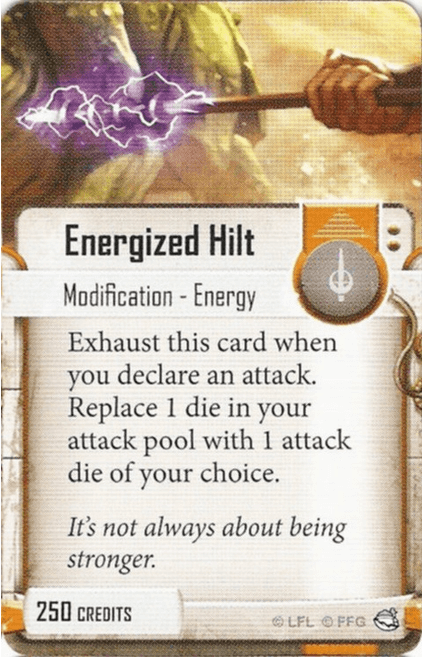 Energized Hilt
Modification - Energy
Exhaust this card when
you declare an attack.
Replace 1 die in your
attack pool with 1 attack
die of your choice.
It's not always about being
stronger.
250 CREDITS
© LFL © FFG